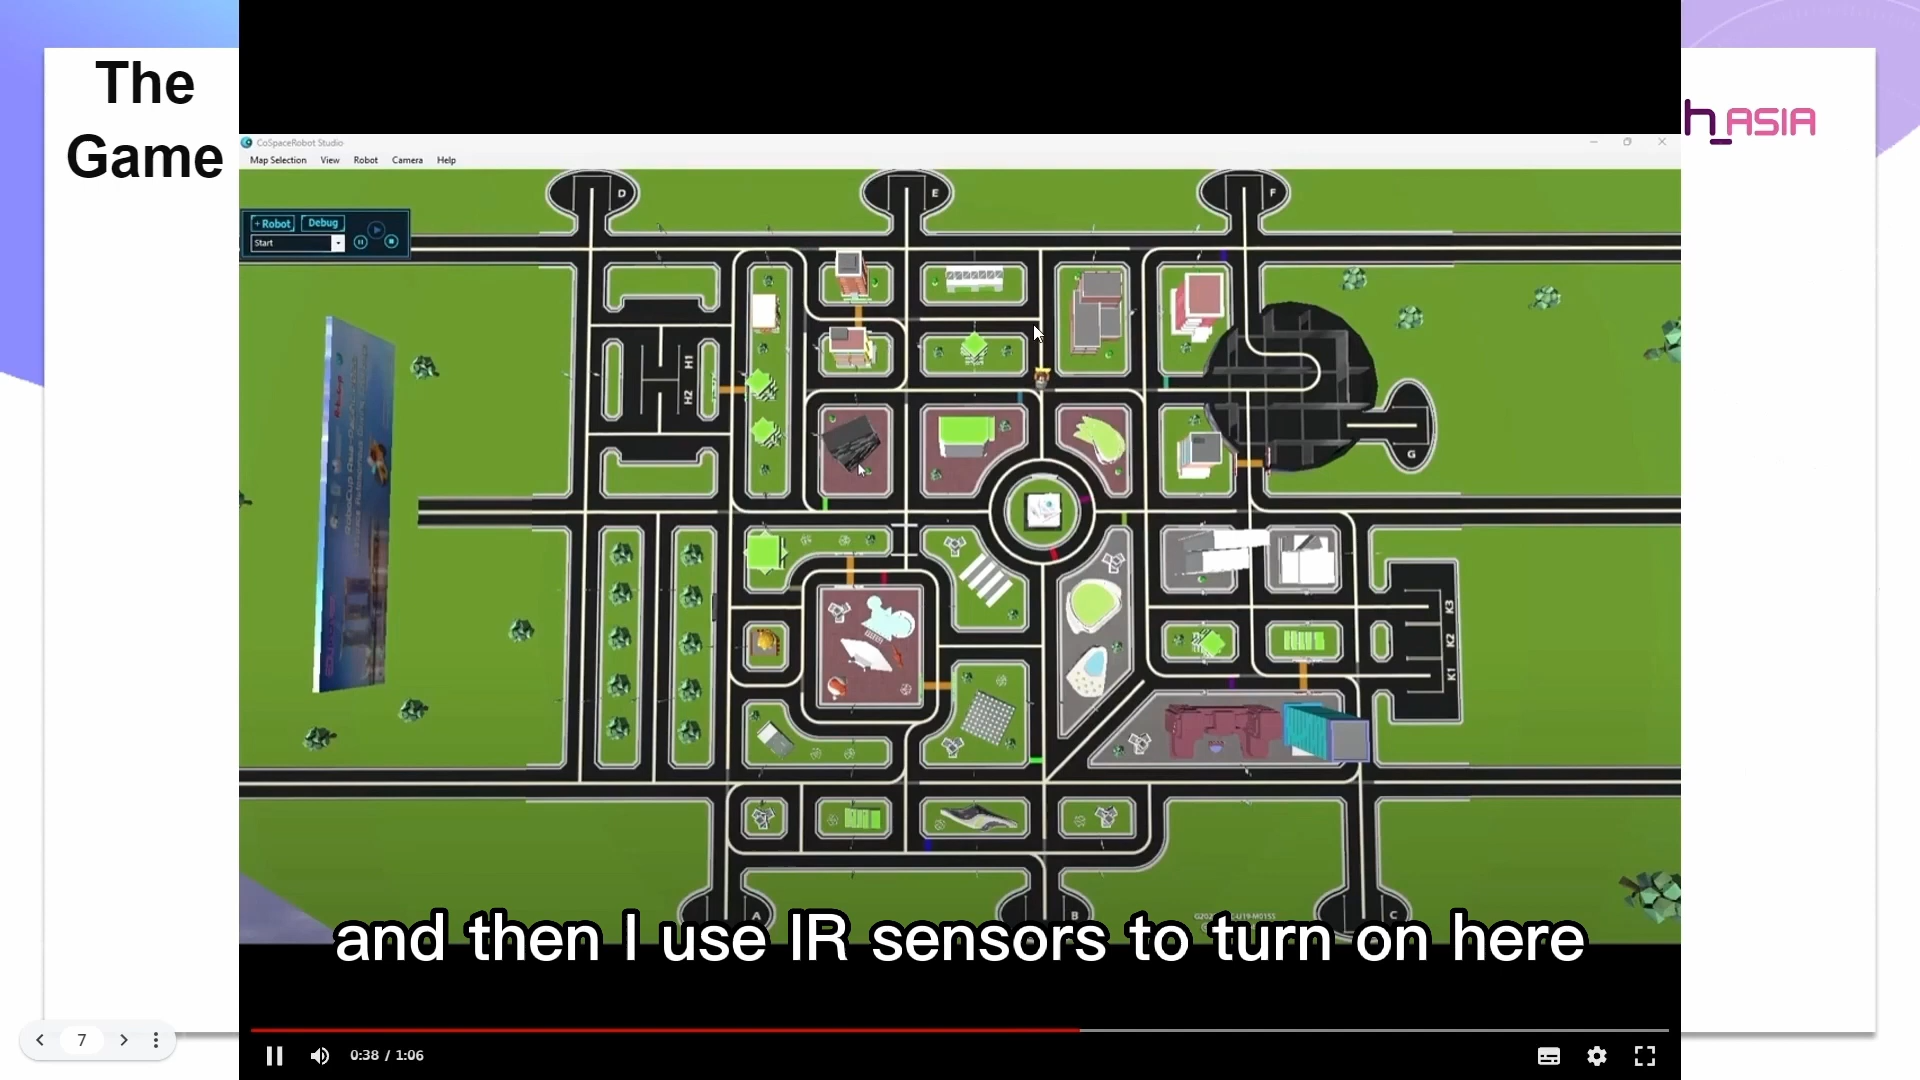 The
Game
h_ASIA
CoSpaceRobot Studio
Map Selection View Robot Camera Help
+Robot Debug
Start
D
E
F
H1
H2
G
K3
K2
K1
A
B
C
and then I use IR sensors to turn on here
7
0:38 / 1:06